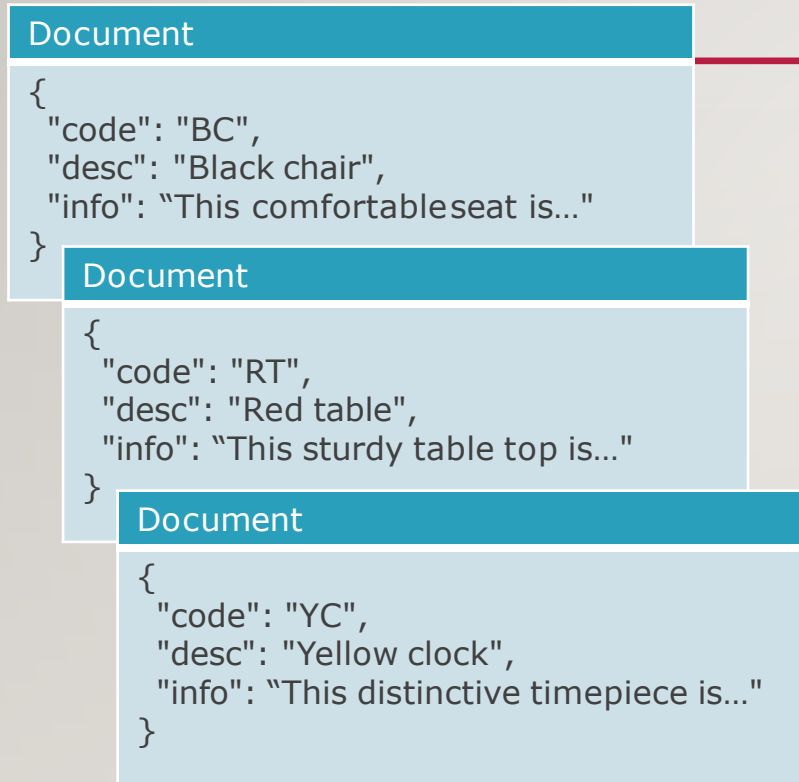 Document
{
"code": "BC",
"desc": "Black chair",
"info": “This comfortableseat is…"
}
Document
{
"code": "RT",
"desc": "Red table",
"info": “This sturdy table top is…"
}
Document
{
"code": "YC",
"desc": "Yellow clock",
"info": “This distinctive timepiece is…"
}